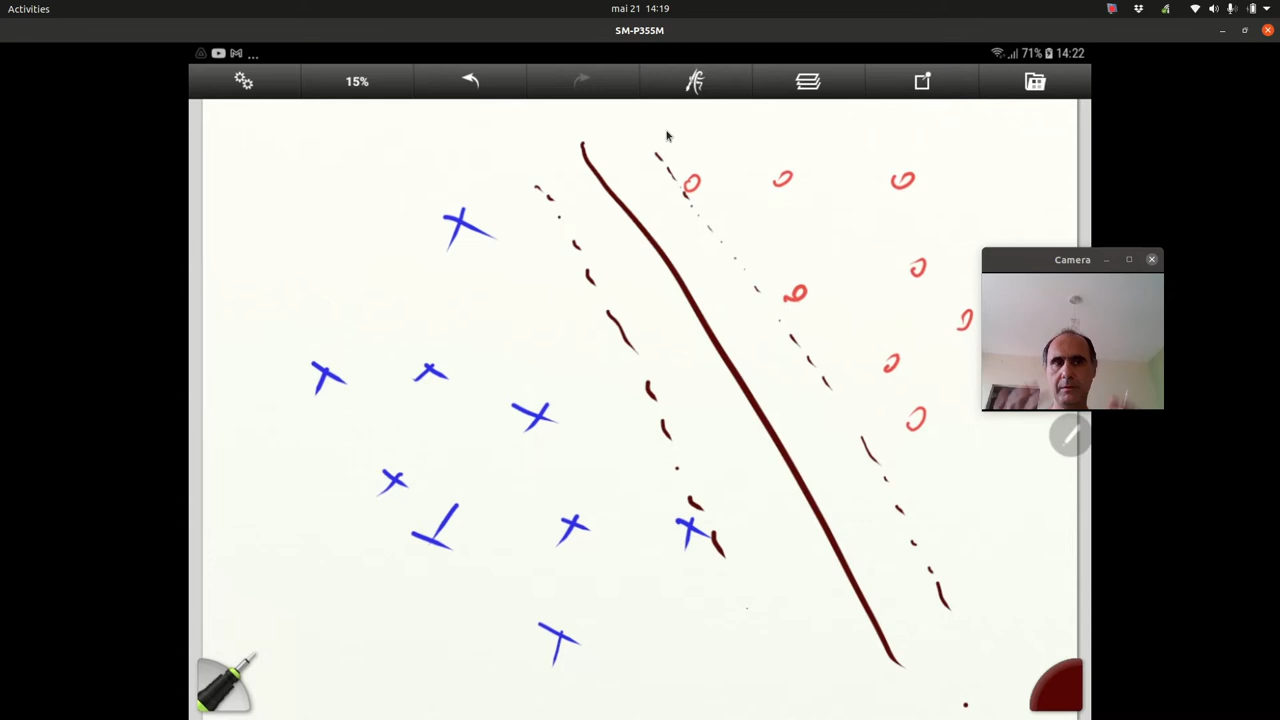 Activities mai 21 14:19
SM-P355M
... 71% 14:22
15%
Camera